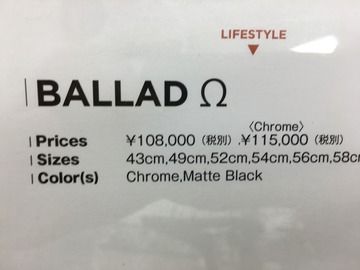 LIFESTYLE
BALLAD Ω
〈Chrome〉
Prices ¥108,000（税別）,¥115,000（税別）
Sizes 43cm,49cm,52cm,54cm,56cm,58cm
Color(s) Chrome,Matte Black